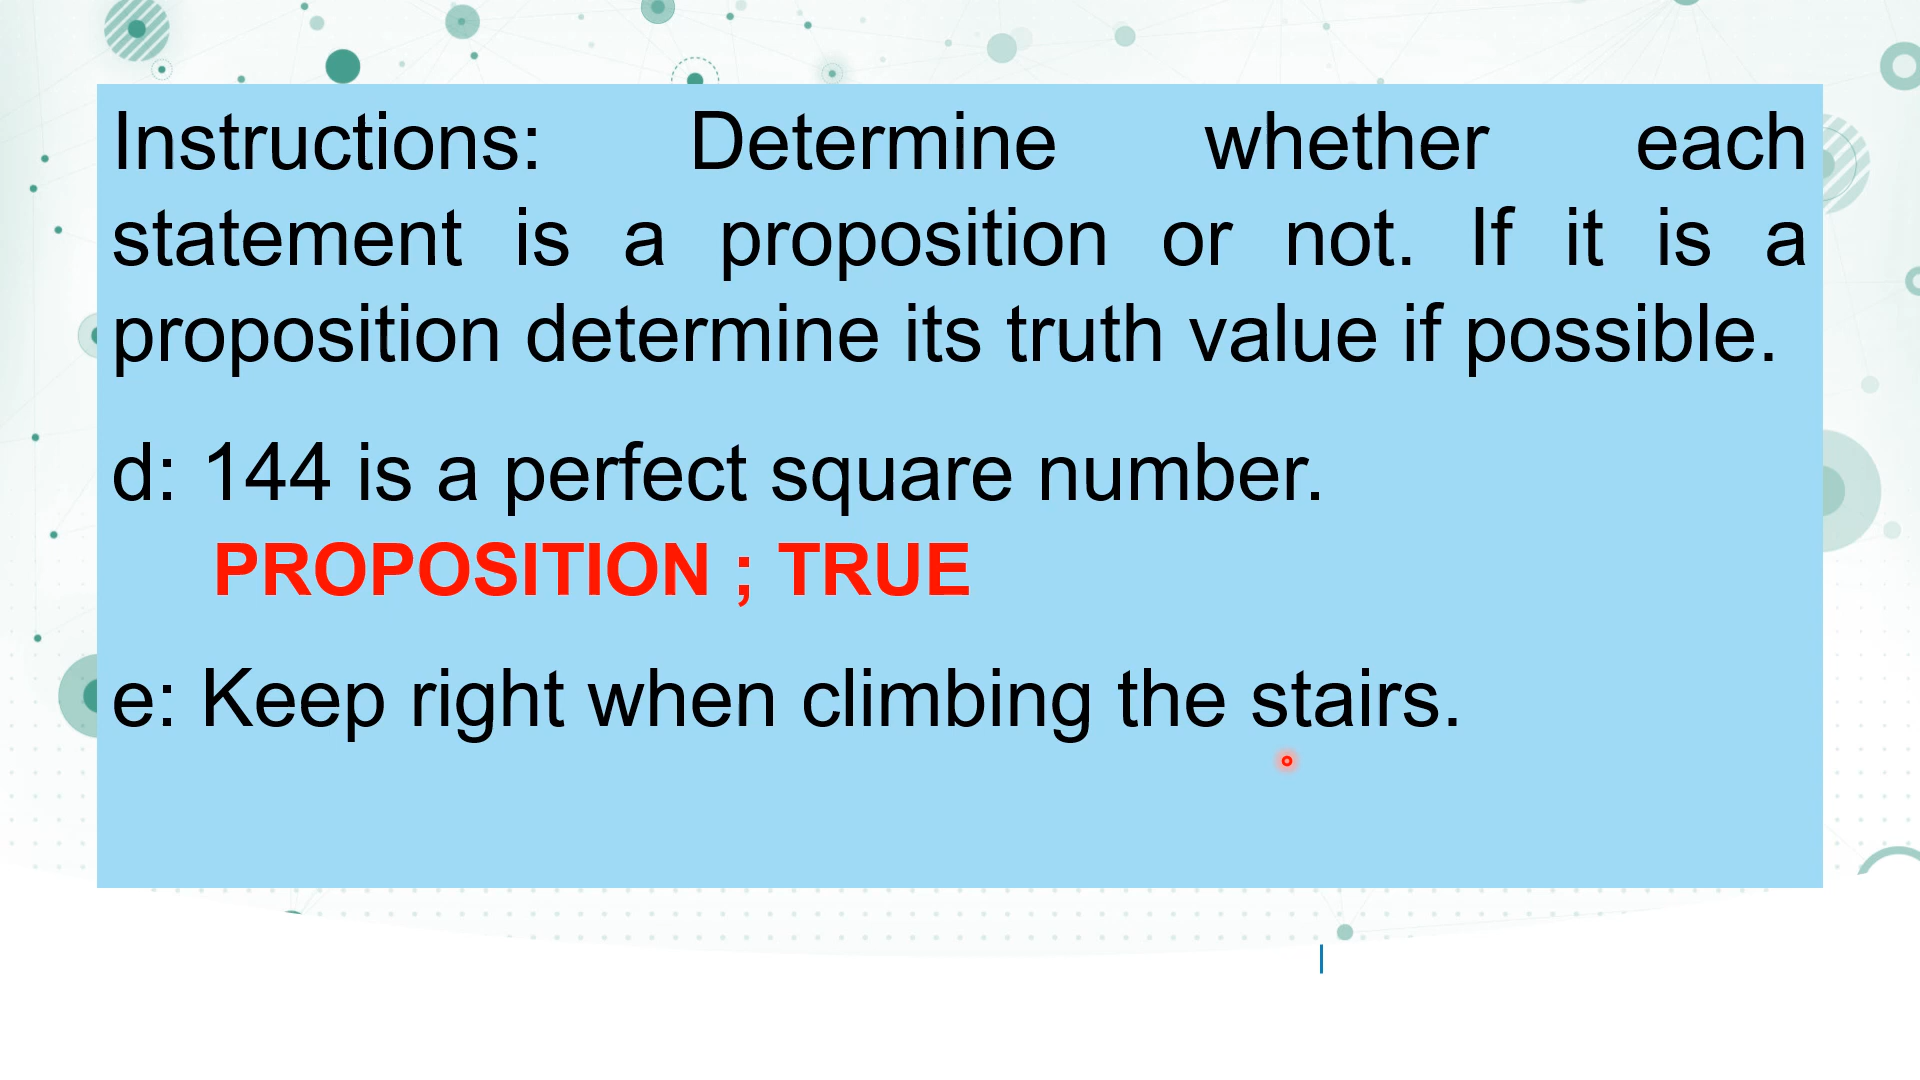 Instructions: Determine whether each
statement is a proposition or not. If it is a
proposition determine its truth value if possible.
d: 144 is a perfect square number.
PROPOSITION ; TRUE
e: Keep right when climbing the stairs.